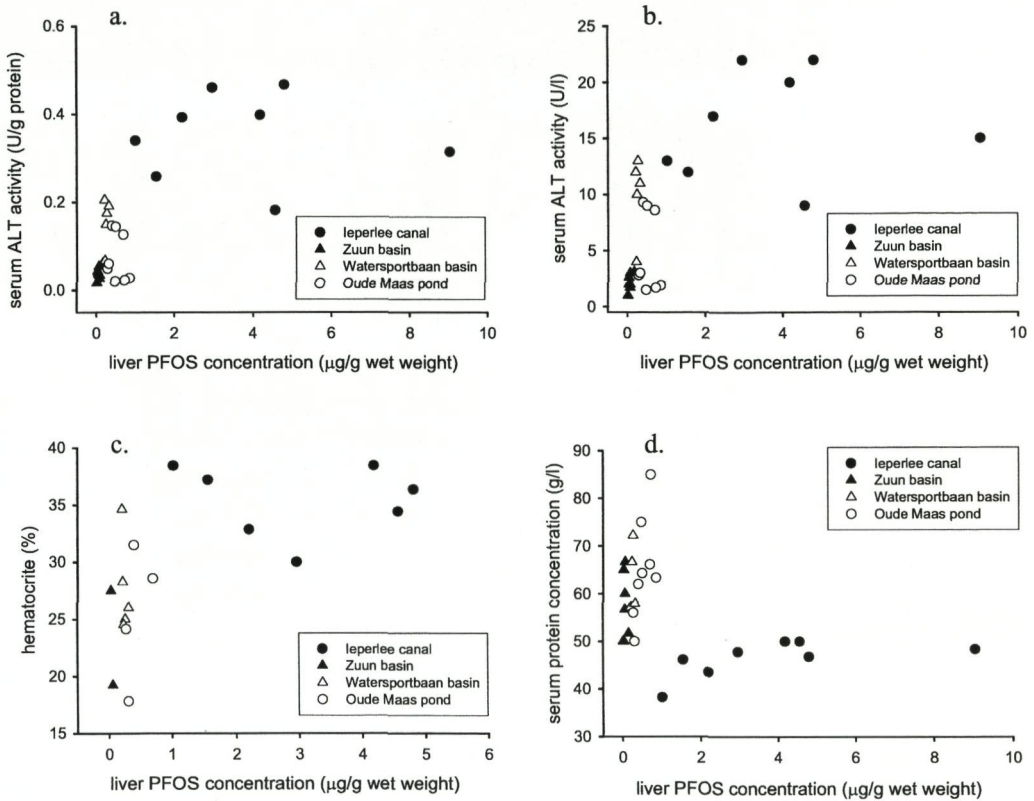 a.
serum ALT activity (U/g protein)
0.6
0.4
0.2
0.0
Ieperlee canal
Zuun basin
Watersportbaan basin
Oude Maas pond
0 2 4 6 8 10
liver PFOS concentration (μg/g wet weight)
b.
serum ALT activity (U/l)
25
20
15
10
5
0
Ieperlee canal
Zuun basin
Watersportbaan basin
Oude Maas pond
0 2 4 6 8 10
liver PFOS concentration (μg/g wet weight)
c.
hematocrite (%)
40
35
30
25
20
15
Ieperlee canal
Zuun basin
Watersportbaan basin
Oude Maas pond
0 1 2 3 4 5 6
liver PFOS concentration (μg/g wet weight)
d.
serum protein concentration (g/l)
90
80
70
60
50
40
30
Ieperlee canal
Zuun basin
Watersportbaan basin
Oude Maas pond
0 2 4 6 8 10
liver PFOS concentration (μg/g wet weight)